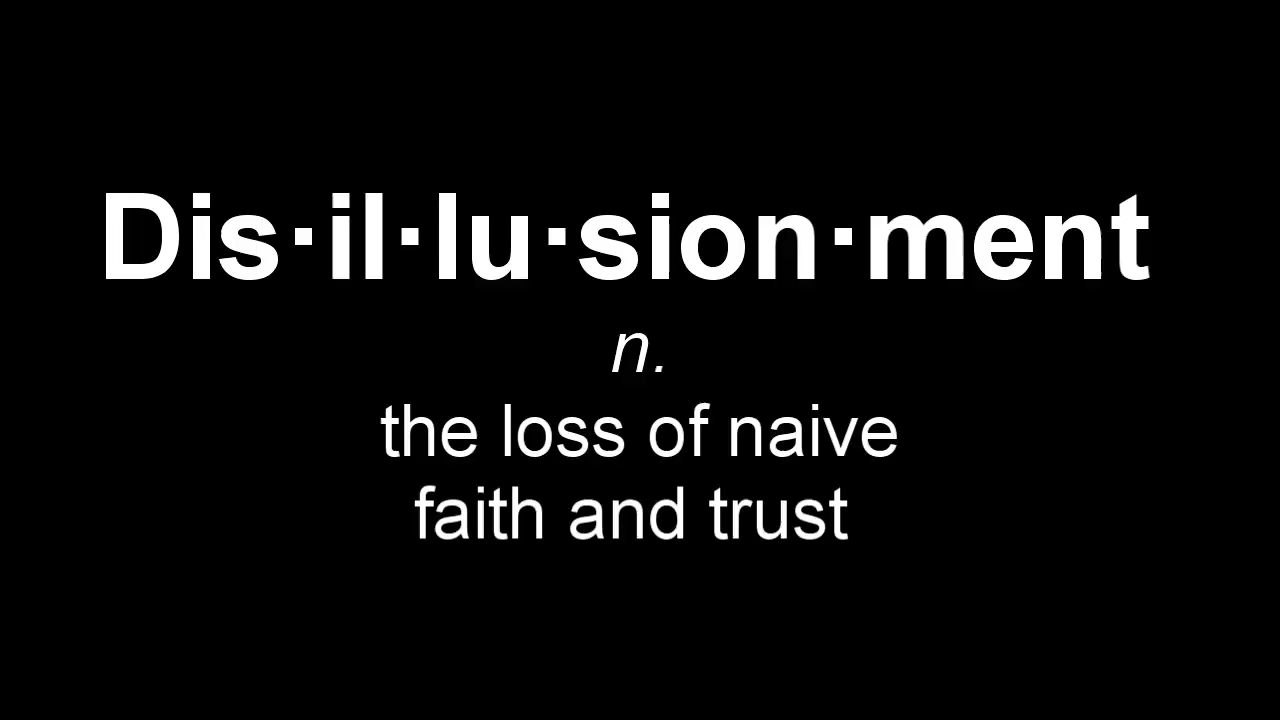 Dis·il·lu·sion·ment
n.
the loss of naive
faith and trust